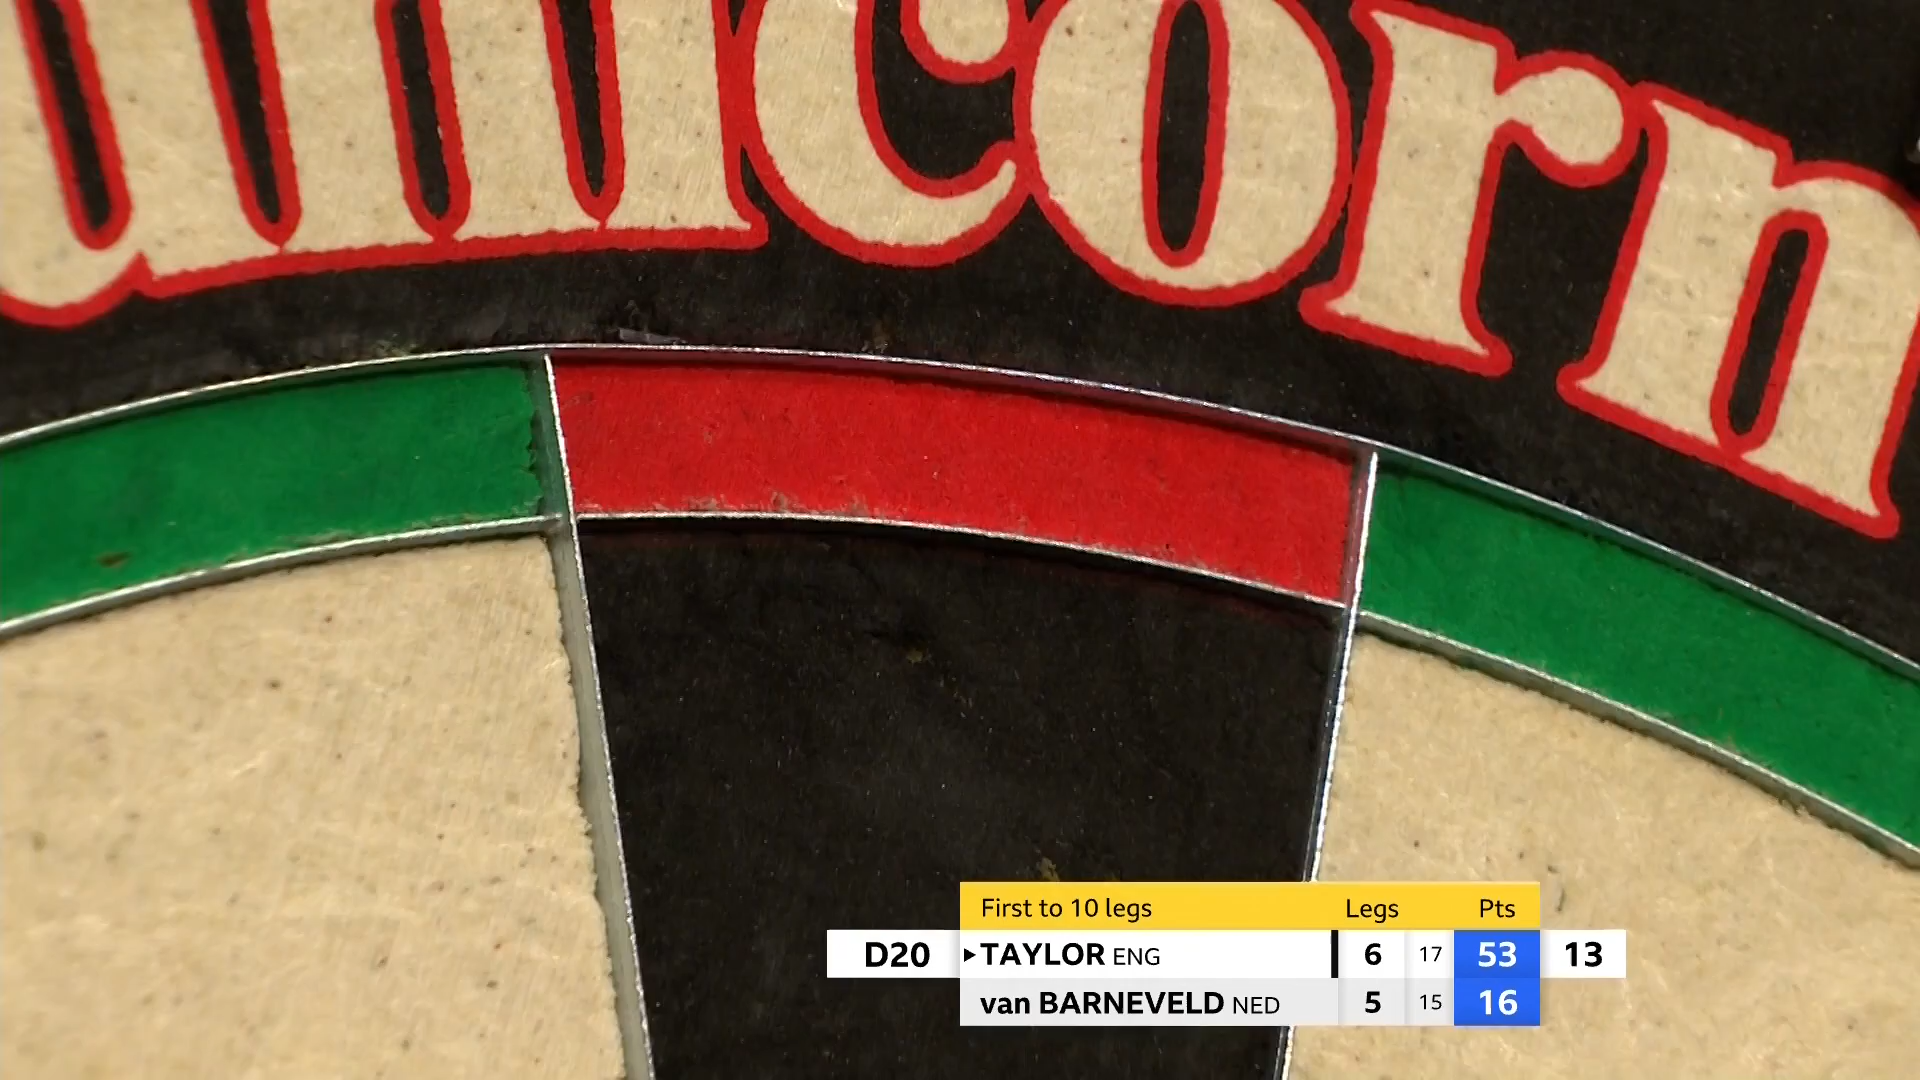 unicorn
First to 10 legs Legs Pts
D20 ▸TAYLOR ENG 6 17 53 13
van BARNEVELD NED 5 15 16